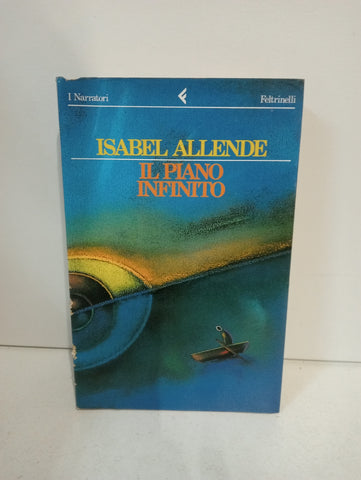 I Narratori
Feltrinelli
ISABEL ALLENDE
IL PIANO
INFINITO